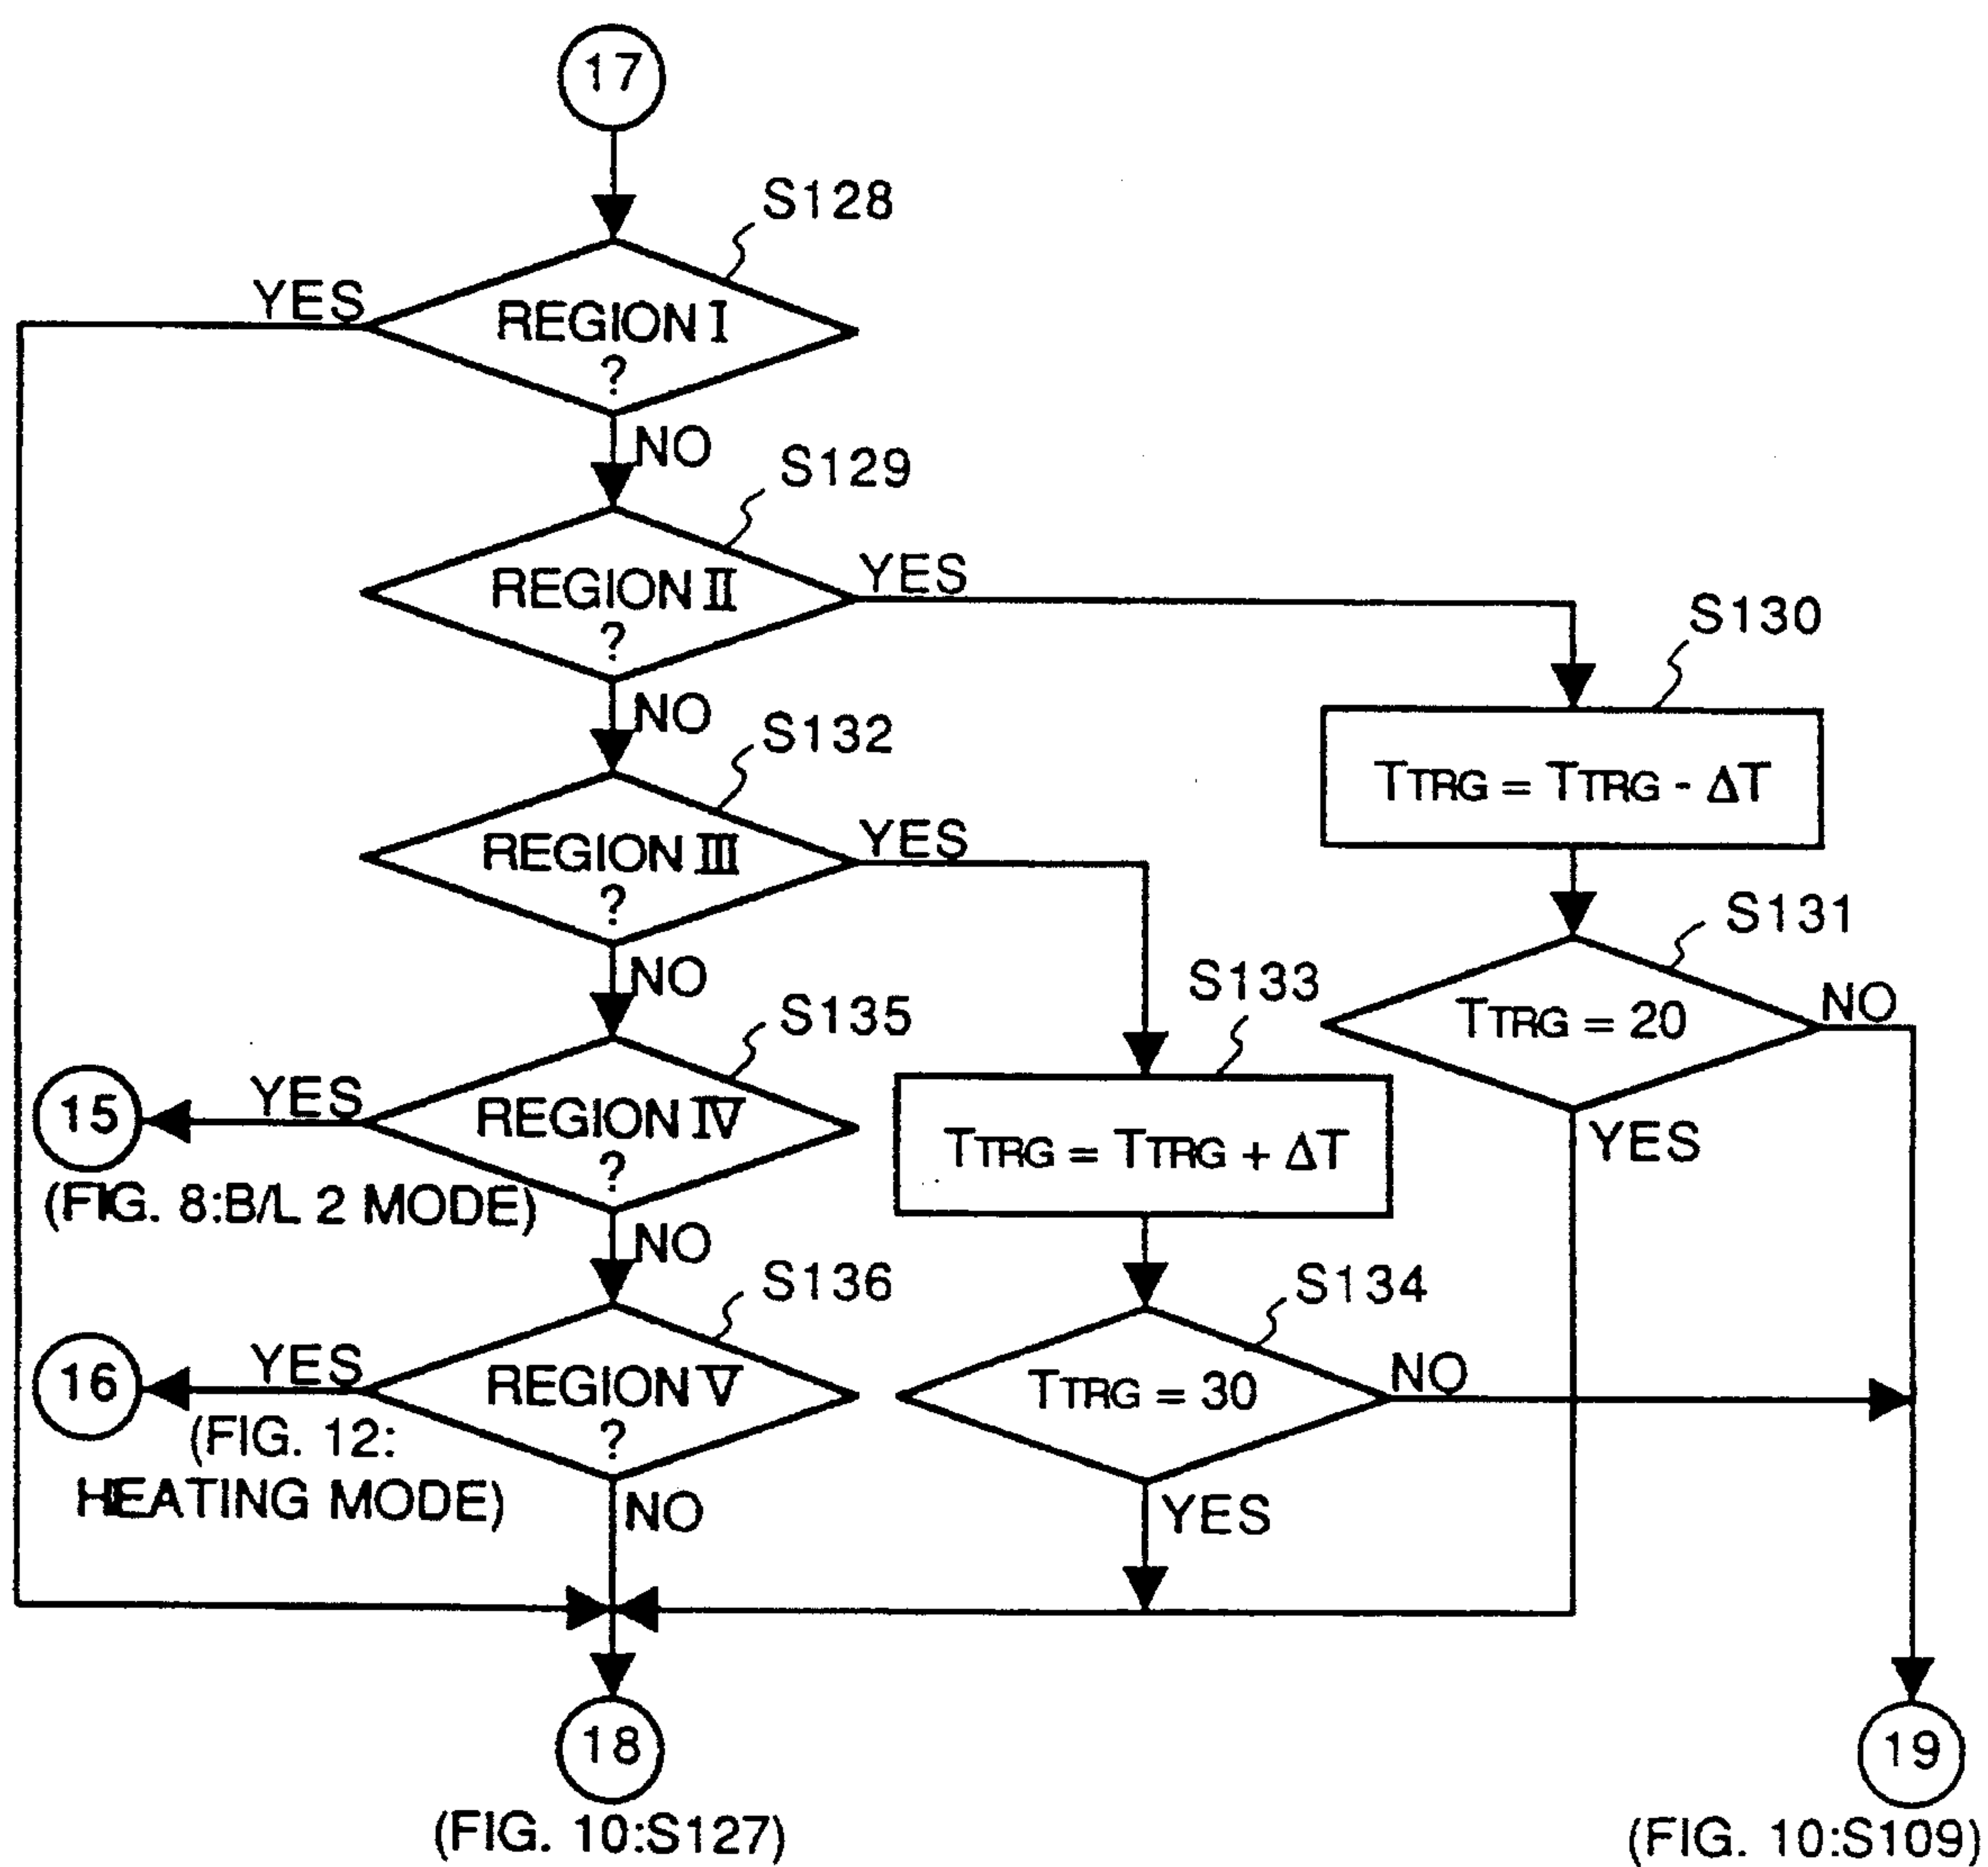 17
S128
YES
REGION I
?
NO
S129
YES
REGION II
?
S130
NO
S132
TTRG = TTRG - ΔT
YES
REGION III
?
S131
NO
S133
NO
S135
TTRG = 20
15
YES
REGION IV
?
TTRG = TTRG + ΔT
YES
(FIG. 8:B/L 2 MODE)
NO
S136
S134
16
YES
REGION V
?
TTRG = 30
NO
(FIG. 12:
HEATING MODE)
NO
YES
18
19
(FIG. 10:S127)
(FIG. 10:S109)